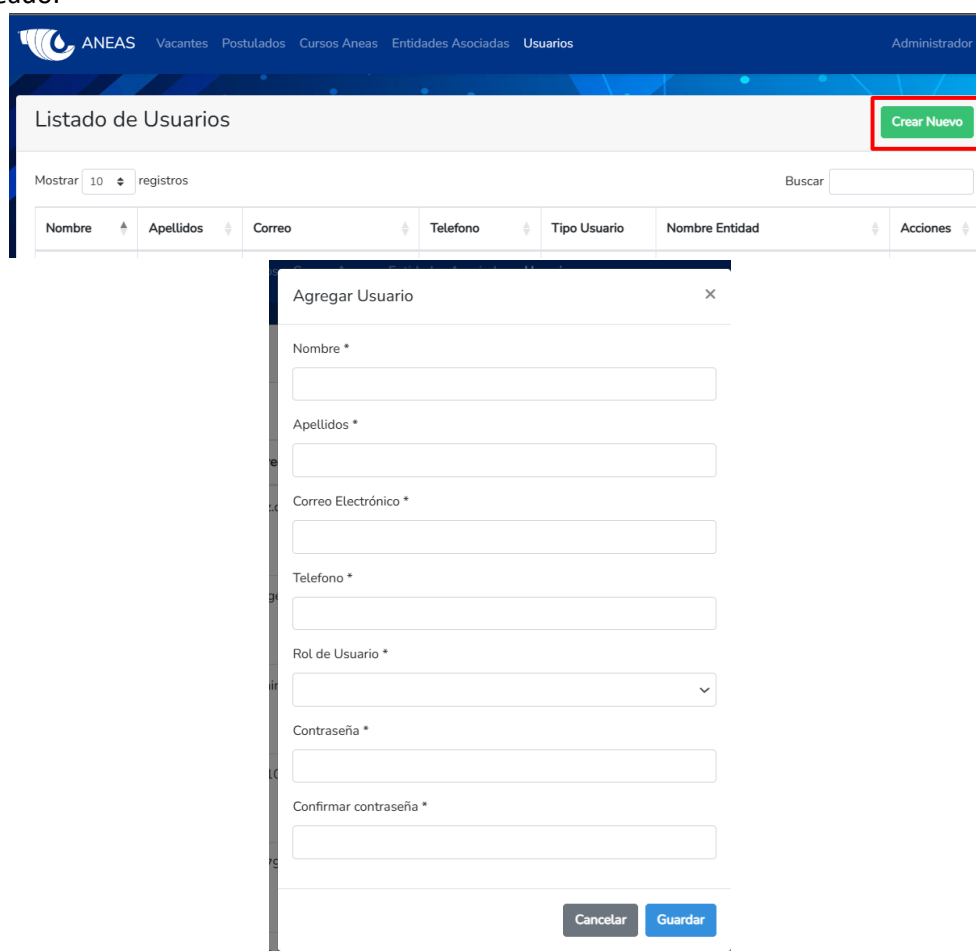 ANEAS Vacantes Postulados Cursos Aneas Entidades Asociadas Usuarios Administrador
Listado de Usuarios
Crear Nuevo
Mostrar 10 registros
Buscar
Nombre Apellidos Correo Telefono Tipo Usuario Nombre Entidad Acciones
Agregar Usuario ×
Nombre *
Apellidos *
Correo Electrónico *
Telefono *
Rol de Usuario *
Contraseña *
Confirmar contraseña *
Cancelar Guardar